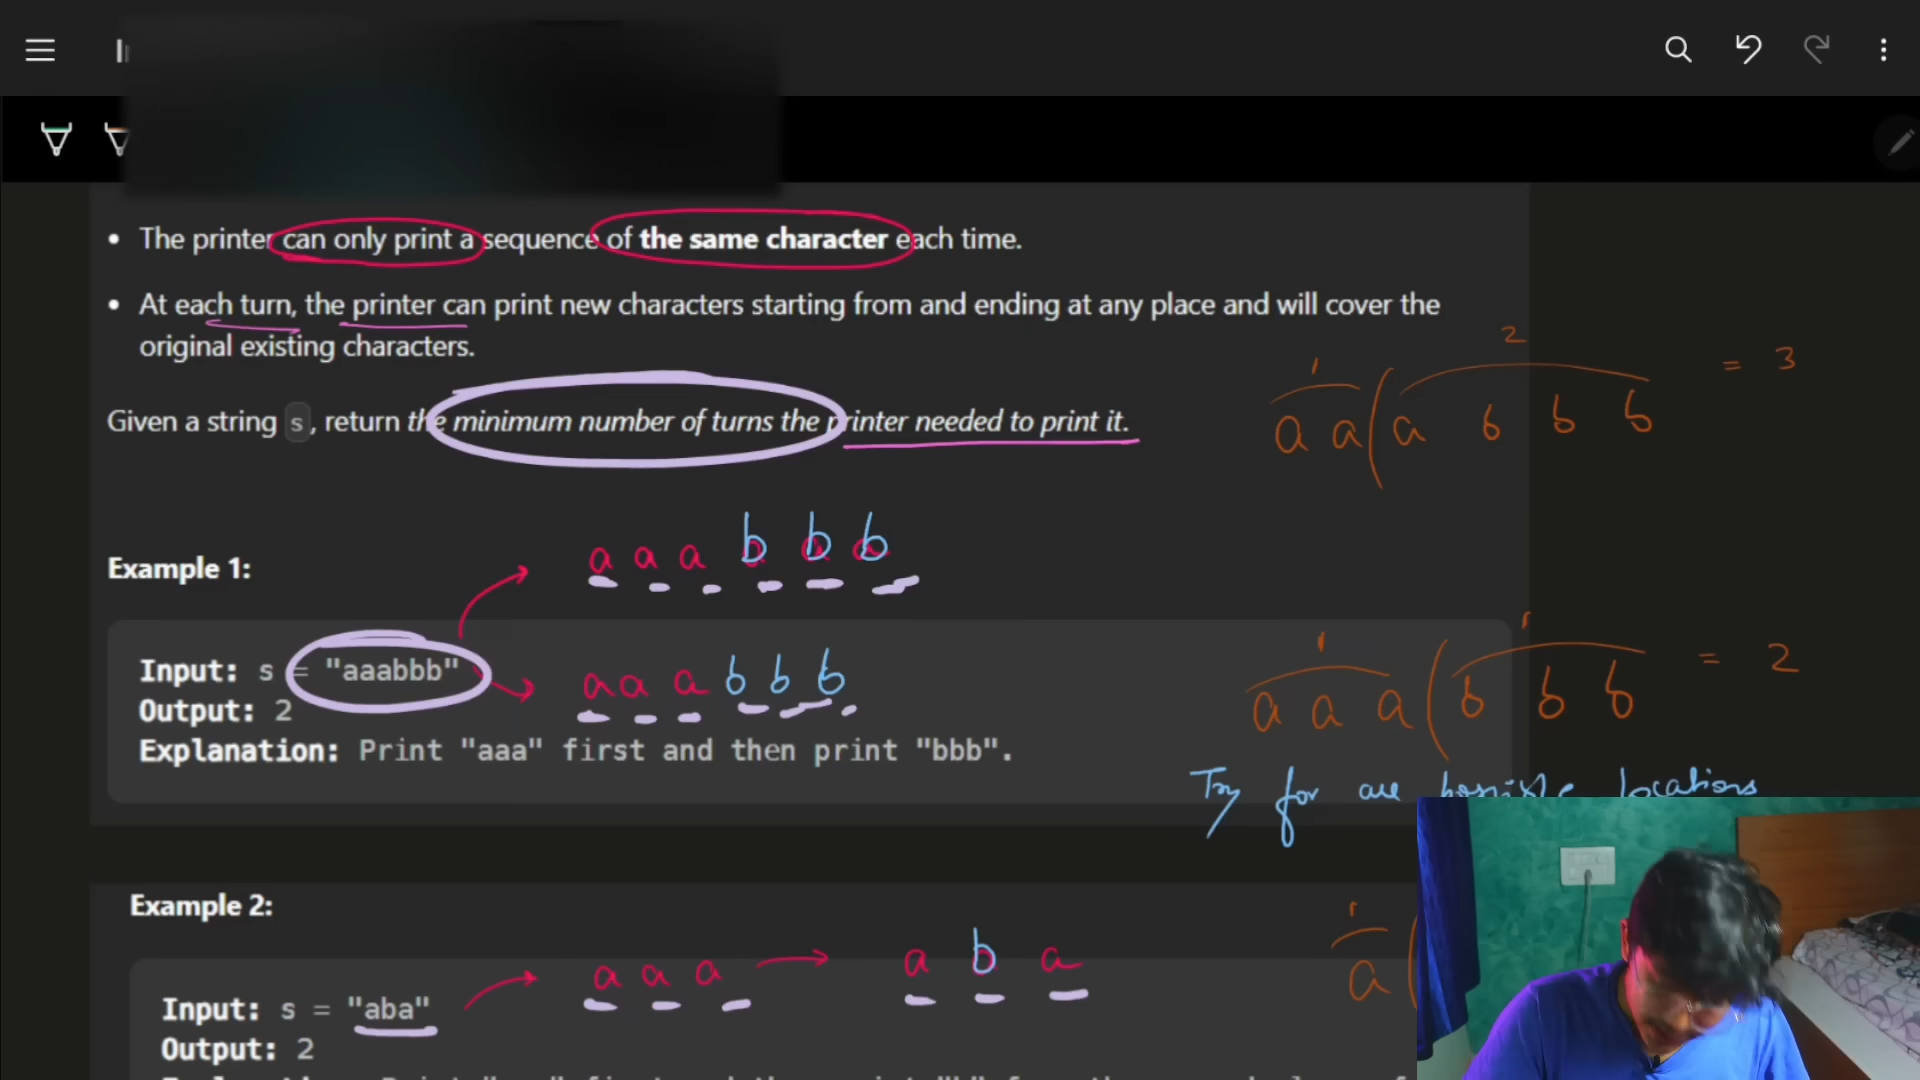 • The printer can only print a sequence of the same character each time.
• At each turn, the printer can print new characters starting from and ending at any place and will cover the
original existing characters.
2
1
= 3
a a ( a b b b
Given a string s, return the minimum number of turns the printer needed to print it.
a a a b b b
Example 1:
1 1
Input: s = "aaabbb"
a a a b b b
a a a ( b b b = 2
Output: 2
Explanation: Print "aaa" first and then print "bbb".
Try for all possible locations
Example 2:
1
a a a
a b a
a (
Input: s = "aba"
Output: 2